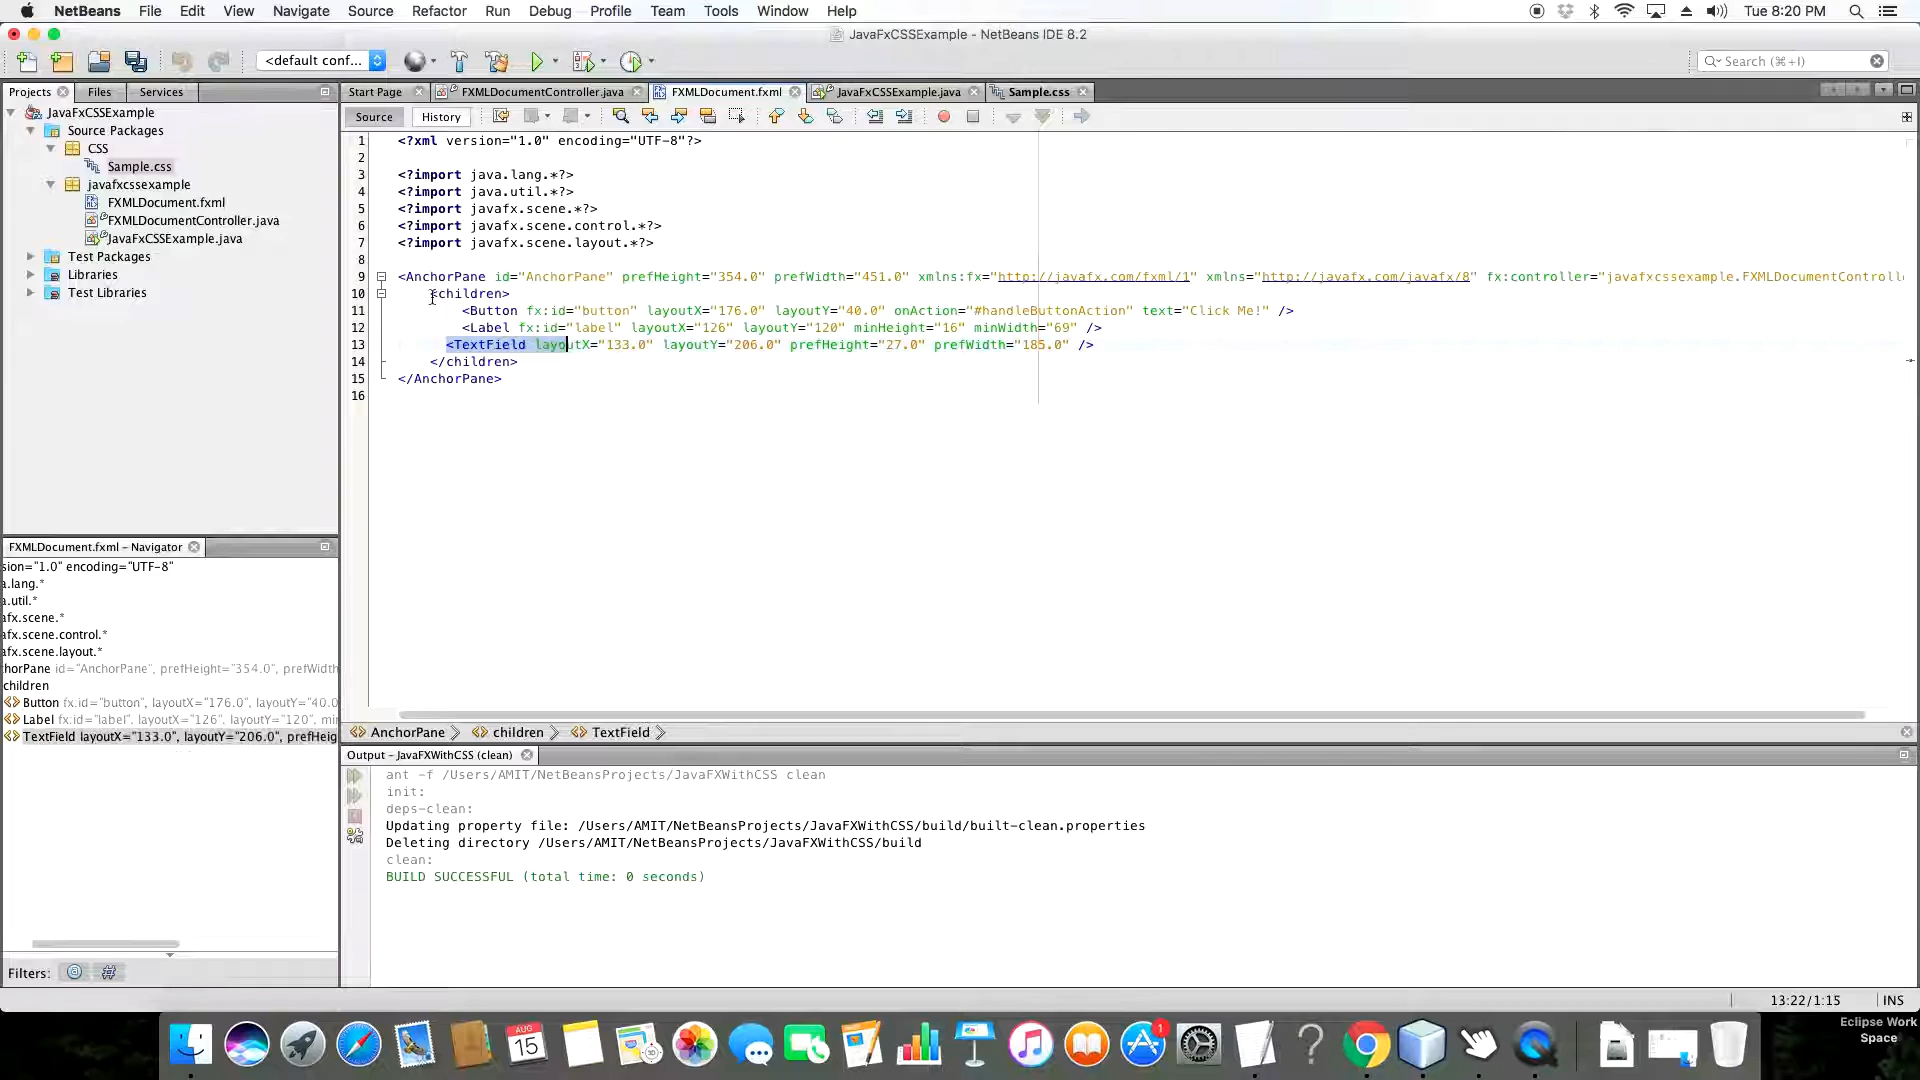 NetBeans File Edit View Navigate Source Refactor Run Debug Profile Team Tools Window Help Tue 8:20 PM
JavaFxCSSExample - NetBeans IDE 8.2
<default conf... Search (⌘+I)
Projects Files Services
JavaFxCSSExample
Source Packages
CSS
Sample.css
javafxcssexample
FXMLDocument.fxml
FXMLDocumentController.java
JavaFxCSSExample.java
Test Packages
Libraries
Test Libraries
Start Page FXMLDocumentController.java FXMLDocument.fxml JavaFxCSSExample.java Sample.css
Source History
1 <?xml version="1.0" encoding="UTF-8"?>
2
3 <?import java.lang.*?>
4 <?import java.util.*?>
5 <?import javafx.scene.*?>
6 <?import javafx.scene.control.*?>
7 <?import javafx.scene.layout.*?>
8
9 <AnchorPane id="AnchorPane" prefHeight="354.0" prefWidth="451.0" xmlns:fx="http://javafx.com/fxml/1" xmlns="http://javafx.com/javafx/8" fx:controller="javafxcssexample.FXMLDocumentControll
10 <children>
11 <Button fx:id="button" layoutX="176.0" layoutY="40.0" onAction="#handleButtonAction" text="Click Me!" />
12 <Label fx:id="label" layoutX="126" layoutY="120" minHeight="16" minWidth="69" />
13 <TextField layoutX="133.0" layoutY="206.0" prefHeight="27.0" prefWidth="185.0" />
14 </children>
15 </AnchorPane>
16
FXMLDocument.fxml - Navigator
sion="1.0" encoding="UTF-8"
a.lang.*
a.util.*
afx.scene.*
afx.scene.control.*
afx.scene.layout.*
chorPane id="AnchorPane", prefHeight="354.0", prefWidth
children
Button fx:id="button", layoutX="176.0", layoutY="40.0
Label fx:id="label", layoutX="126", layoutY="120", mi
TextField layoutX="133.0", layoutY="206.0", prefHeig
Filters:
AnchorPane children TextField
Output - JavaFXWithCSS (clean)
ant -f /Users/AMIT/NetBeansProjects/JavaFXWithCSS clean
init:
deps-clean:
Updating property file: /Users/AMIT/NetBeansProjects/JavaFXWithCSS/build/built-clean.properties
Deleting directory /Users/AMIT/NetBeansProjects/JavaFXWithCSS/build
clean:
BUILD SUCCESSFUL (total time: 0 seconds)
13:22/1:15 INS
AUG
15
1
Eclipse Work
Space